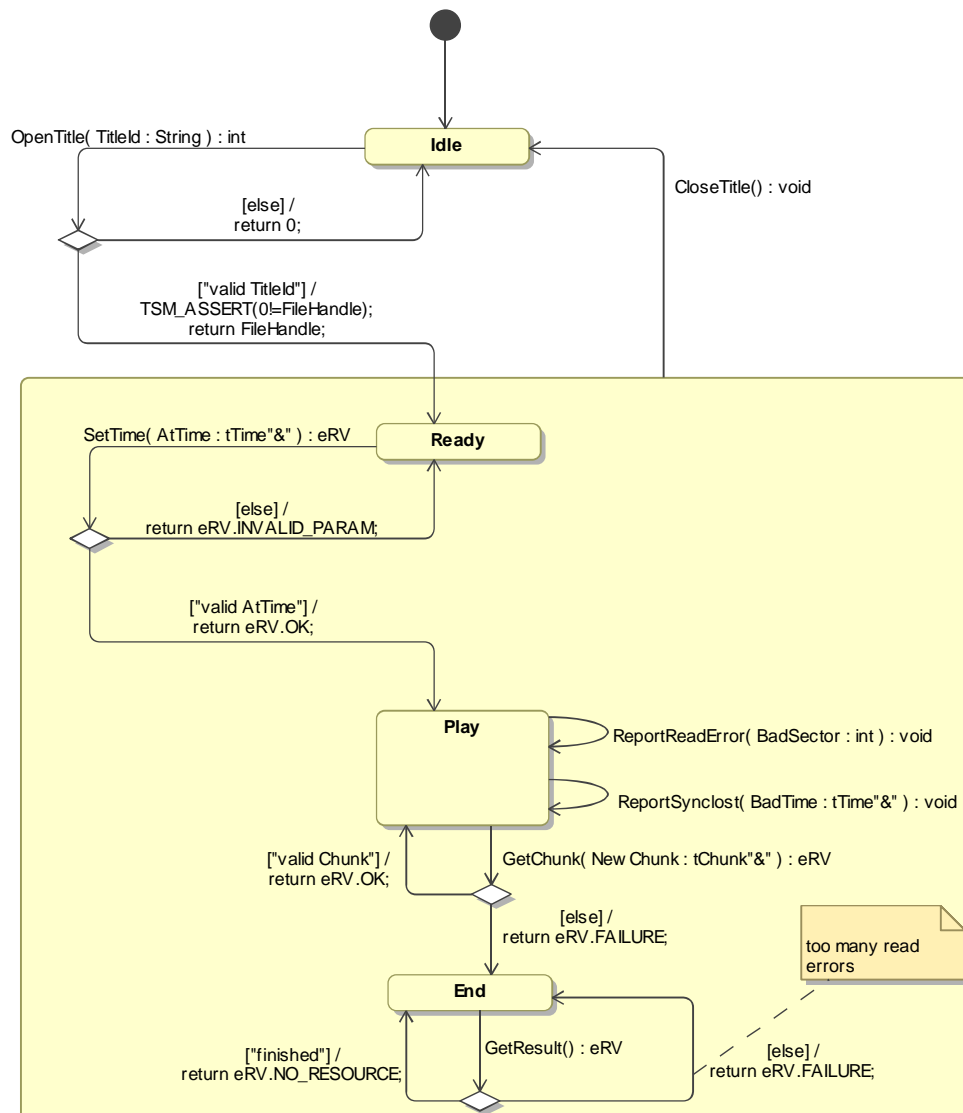 OpenTitle( TitleId : String ) : int
Idle
CloseTitle() : void
[else] /
return 0;
["valid TitleId"] /
TSM_ASSERT(0!=FileHandle);
return FileHandle;
SetTime( AtTime : tTime"&" ) : eRV
Ready
[else] /
return eRV.INVALID_PARAM;
["valid AtTime"] /
return eRV.OK;
Play
ReportReadError( BadSector : int ) : void
ReportSynclost( BadTime : tTime"&" ) : void
["valid Chunk"] /
return eRV.OK;
GetChunk( New Chunk : tChunk"&" ) : eRV
[else] /
return eRV.FAILURE;
too many read
errors
End
["finished"] /
return eRV.NO_RESOURCE;
GetResult() : eRV
[else] /
return eRV.FAILURE;